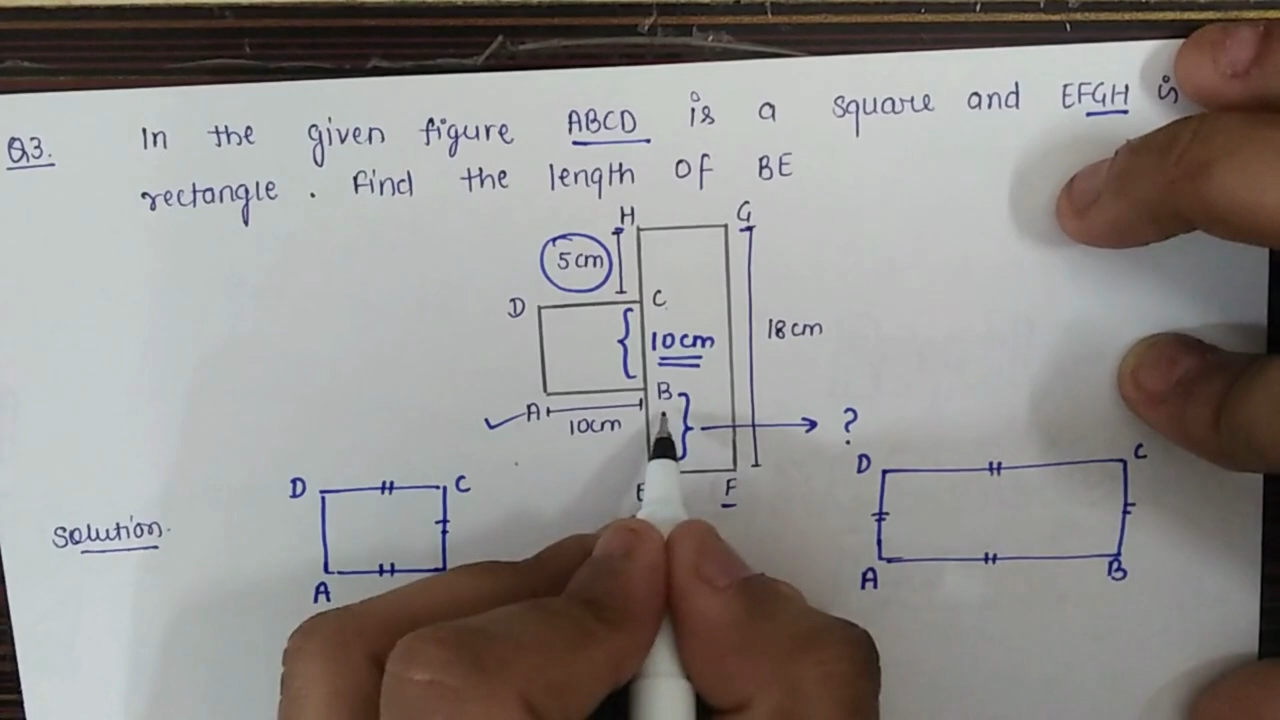 Q3. In the given figure ABCD is a square and EFGH is
rectangle. Find the length of BE
H G
5cm
D C
10cm
18cm
B
A
10cm
?
E F
D C
D C
Solution.
A
A B